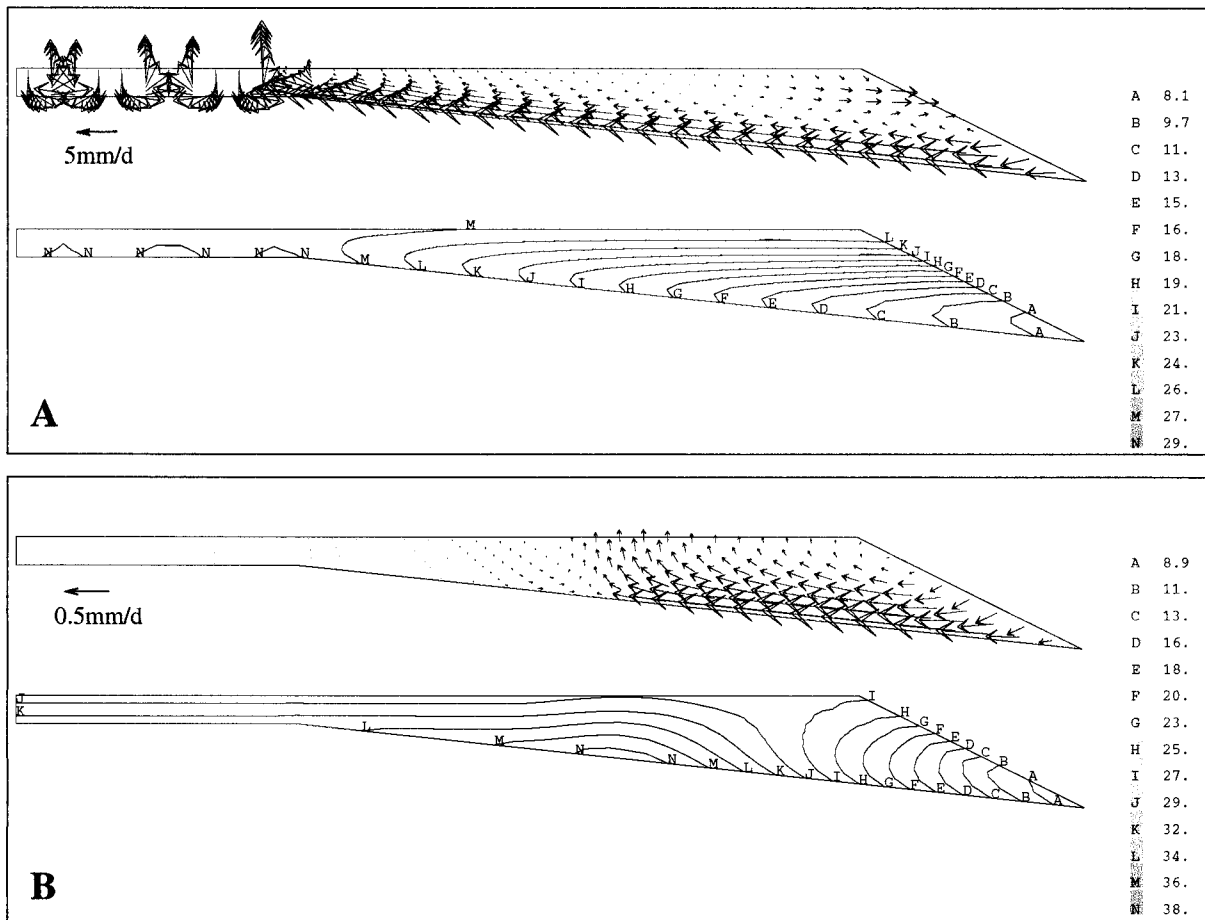 5mm/d
A 8.1
B 9.7
C 11.
D 13.
E 15.
F 16.
G 18.
H 19.
I 21.
J 23.
K 24.
L 26.
M 27.
N 29.
M
L K J I H G F E D C B A
N N N N N N M L K J I H G F E D C B A
A
0.5mm/d
A 8.9
B 11.
C 13.
D 16.
E 18.
F 20.
G 23.
H 25.
I 27.
J 29.
K 32.
L 34.
M 36.
N 38.
J
K
I H G F E D C B A
L M N N M L K J I H G F E D C B A
B